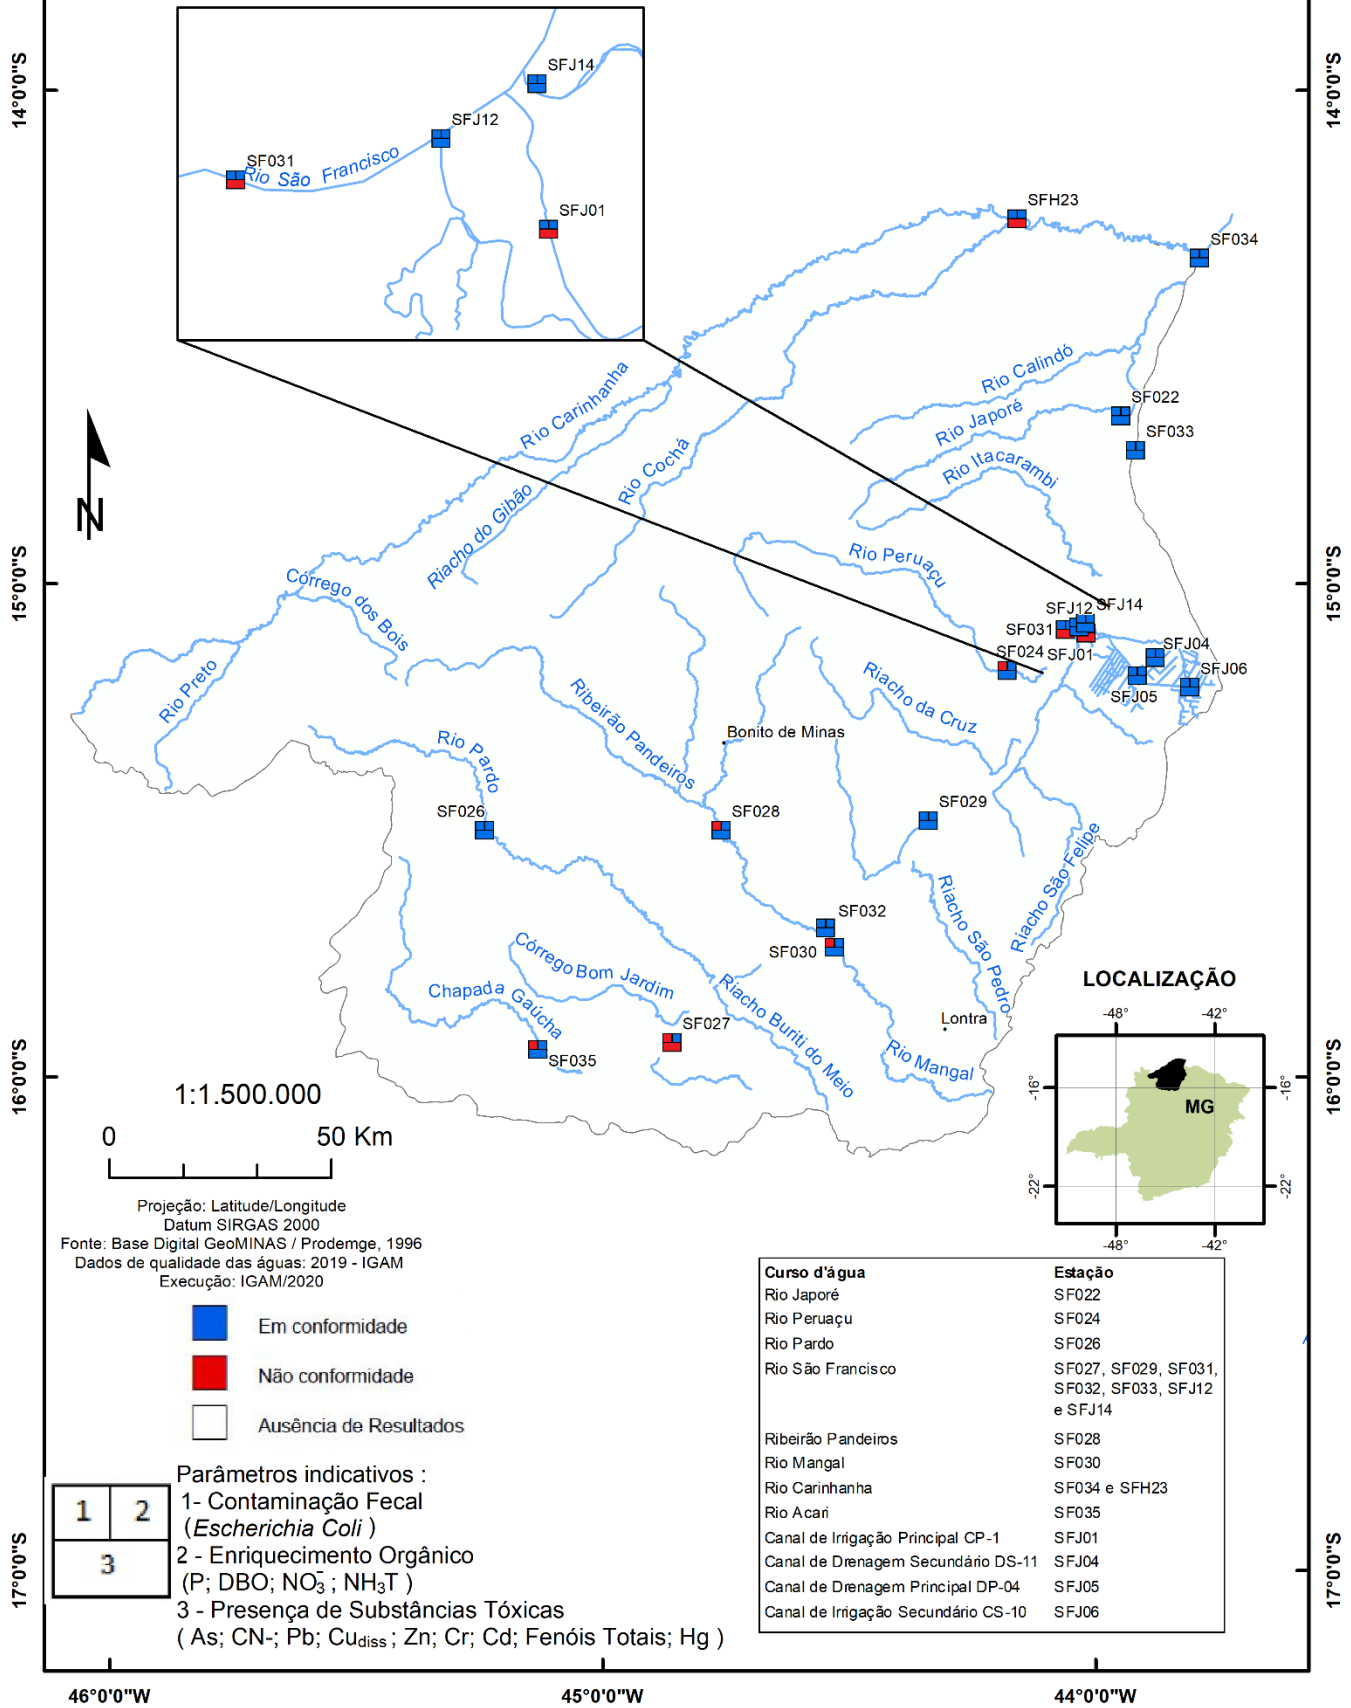 14°0'0"S
14°0'0"S
SFJ14
SFJ12
SF031
Rio São Francisco
SFJ01
SFH23
SF034
Rio Calindó
Rio Carinhanha
SF022
Rio Japoré
SF033
Rio Cochá
Rio Itacarambi
Riacho do Gibão
N
Rio Peruaçu
15°0'0"S
15°0'0"S
Córrego dos Bois
SFJ12
SFJ14
SF031
SF024
SFJ01
SFJ04
SFJ06
SFJ05
Rio Preto
Riacho da Cruz
Ribeirão Pandeiros
Bonito de Minas
Rio Pardo
SF026
SF028
SF029
Riacho São Felipe
SF032
SF030
Riacho São Pedro
Córrego Bom Jardim
Chapada Gaúcha
Riacho Buriti do Meio
SF027
SF035
Lontra
Rio Mangal
16°0'0"S
16°0'0"S
LOCALIZAÇÃO
-48°
-42°
-16°
-16°
MG
-22°
-22°
-48°
-42°
1:1.500.000
0 50 Km
Projeção: Latitude/Longitude
Datum SIRGAS 2000
Fonte: Base Digital GeoMINAS / Prodemge, 1996
Dados de qualidade das águas: 2019 - IGAM
Execução: IGAM/2020
Em conformidade
Não conformidade
Ausência de Resultados
Parâmetros indicativos :
1 2
3
1- Contaminação Fecal
(Escherichia Coli )
2 - Enriquecimento Orgânico
(P; DBO; NO3- ; NH3T )
3 - Presença de Substâncias Tóxicas
( As; CN-; Pb; Cudiss ; Zn; Cr; Cd; Fenóis Totais; Hg )
Curso d'água Estação
Rio Japoré SF022
Rio Peruaçu SF024
Rio Pardo SF026
Rio São Francisco SF027, SF029, SF031,
SF032, SF033, SFJ12
e SFJ14
Ribeirão Pandeiros SF028
Rio Mangal SF030
Rio Carinhanha SF034 e SFH23
Rio Acari SF035
Canal de Irrigação Principal CP-1 SFJ01
Canal de Drenagem Secundário DS-11 SFJ04
Canal de Drenagem Principal DP-04 SFJ05
Canal de Irrigação Secundário CS-10 SFJ06
17°0'0"S
17°0'0"S
46°0'0"W
45°0'0"W
44°0'0"W